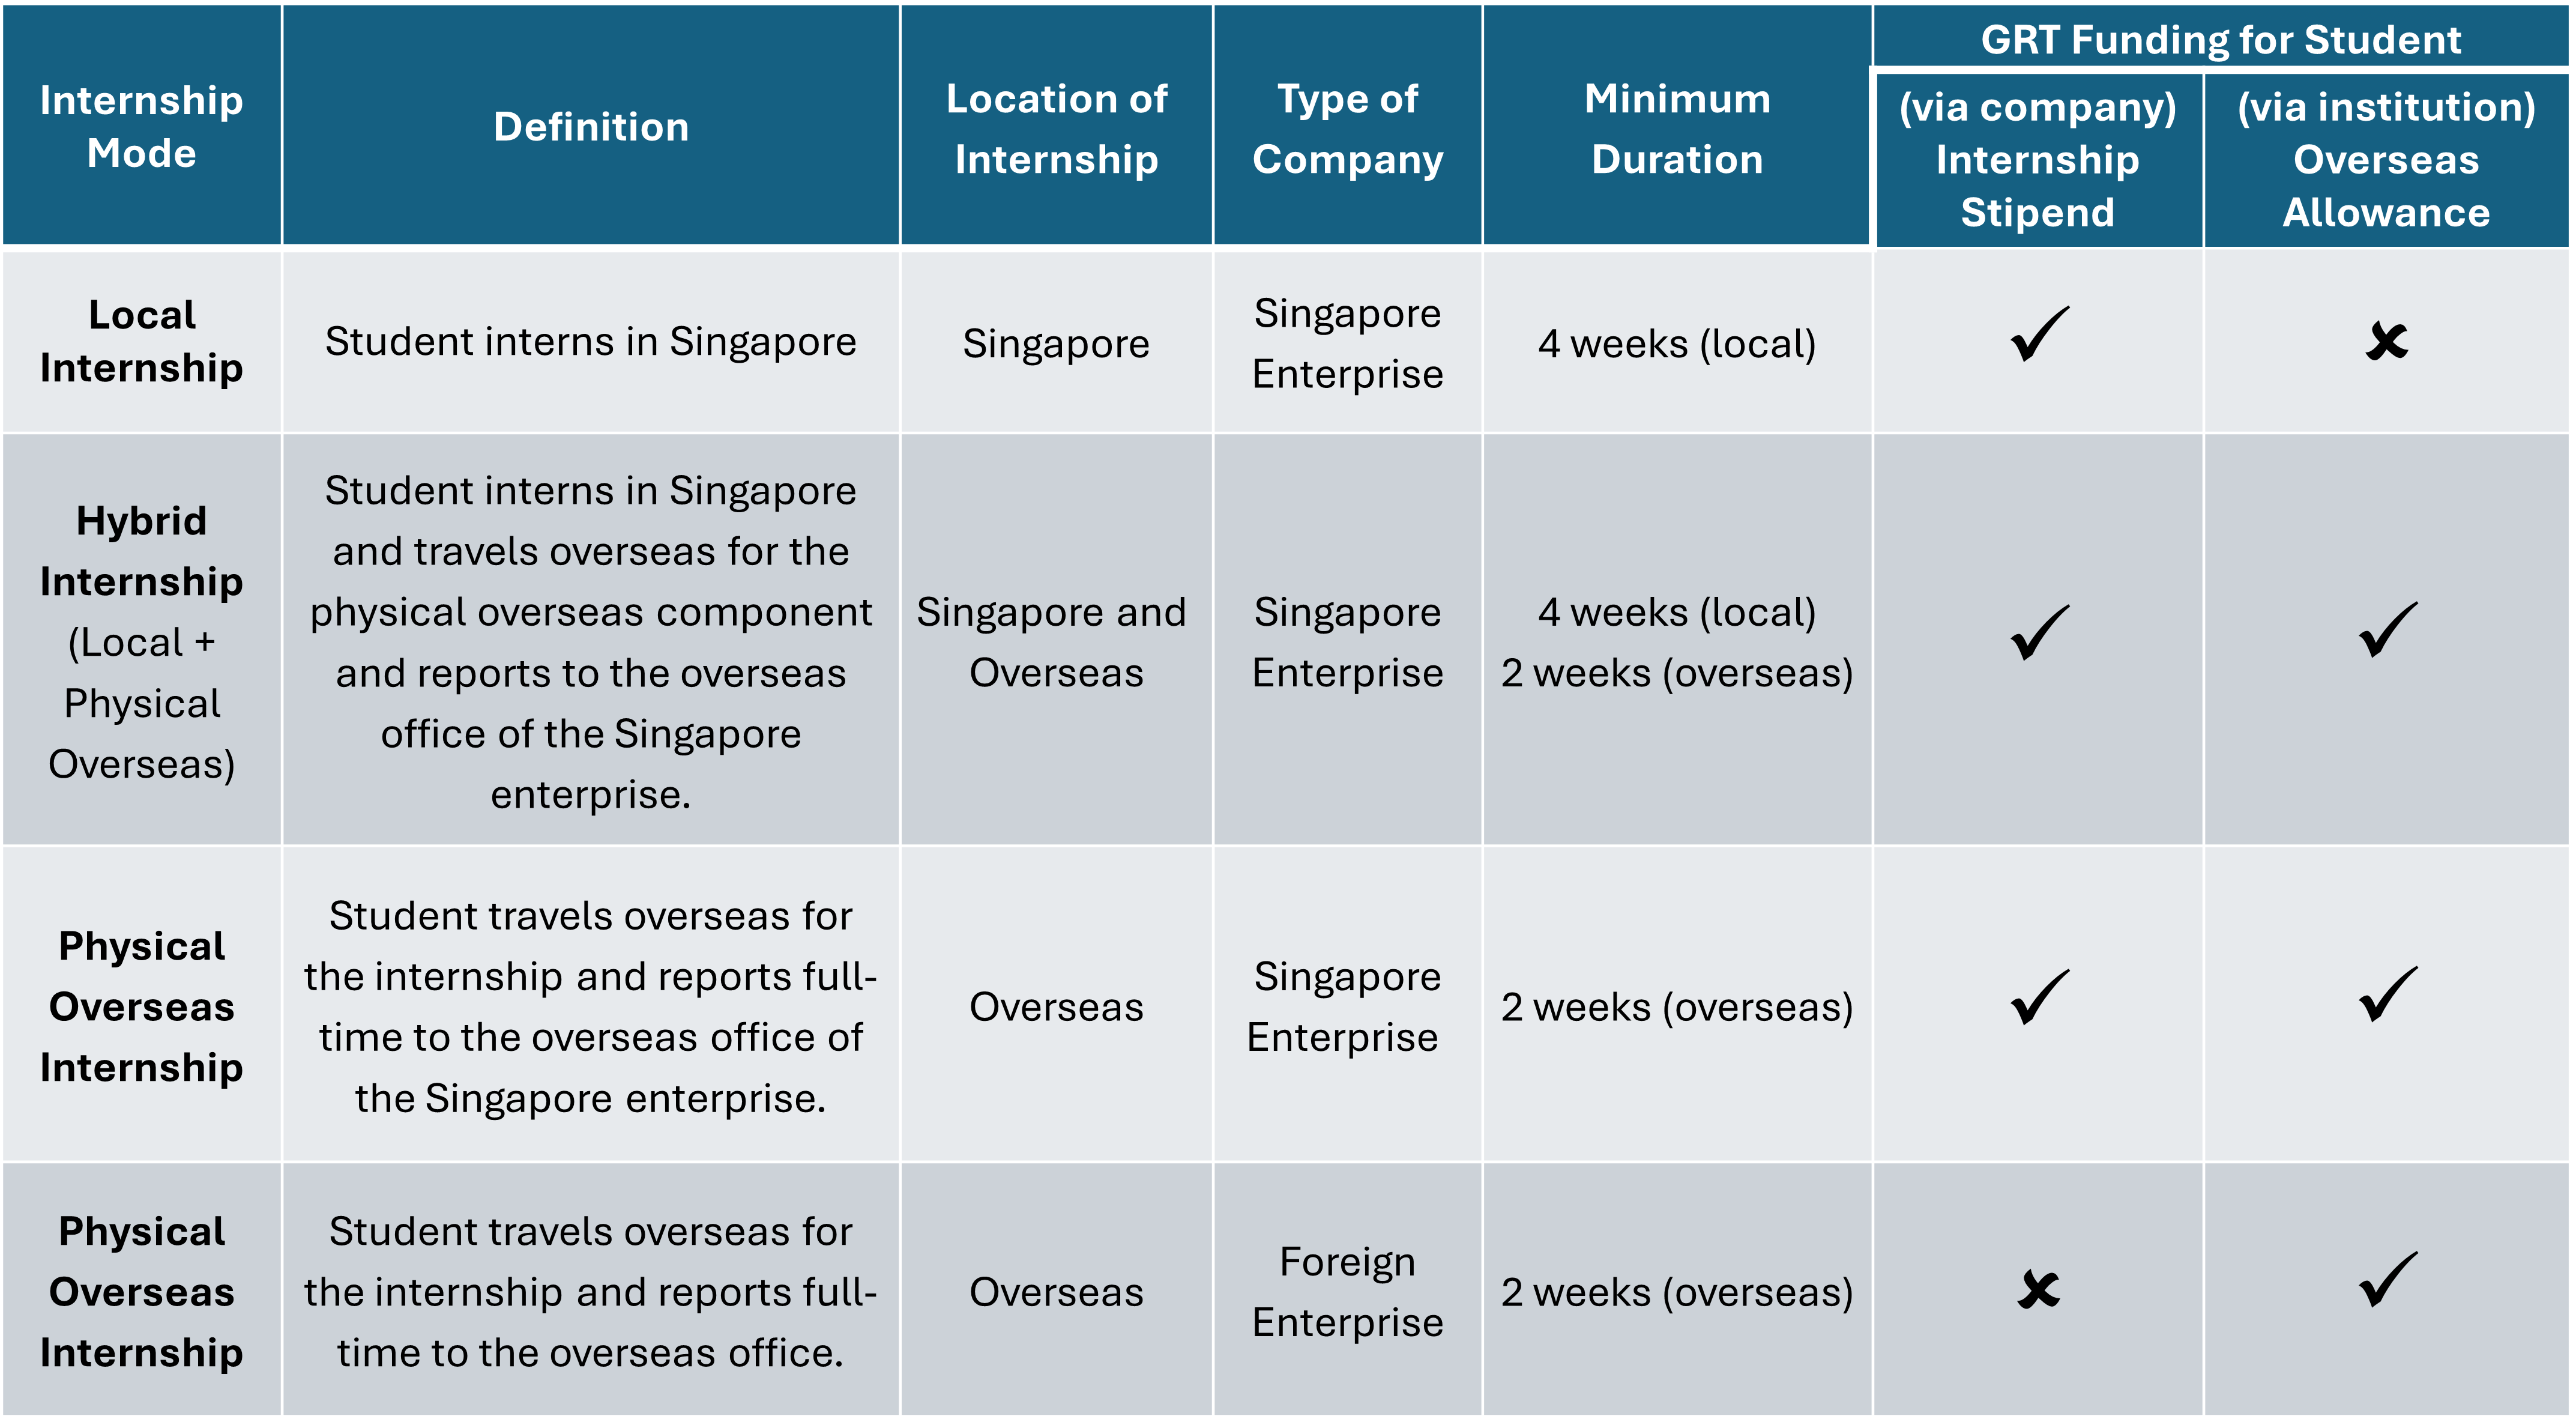 Internship
Mode
Definition
Location of
Internship
Type of
Company
Minimum
Duration
GRT Funding for Student
(via company)
Internship
Stipend
(via institution)
Overseas
Allowance
Local
Internship
Student interns in Singapore
Singapore
Singapore
Enterprise
4 weeks (local)
✓
✘
Hybrid
Internship
(Local +
Physical
Overseas)
Student interns in Singapore
and travels overseas for the
physical overseas component
and reports to the overseas
office of the Singapore
enterprise.
Singapore and
Overseas
Singapore
Enterprise
4 weeks (local)
2 weeks (overseas)
✓
✓
Physical
Overseas
Internship
Student travels overseas for
the internship and reports full-
time to the overseas office of
the Singapore enterprise.
Overseas
Singapore
Enterprise
2 weeks (overseas)
✓
✓
Physical
Overseas
Internship
Student travels overseas for
the internship and reports full-
time to the overseas office.
Overseas
Foreign
Enterprise
2 weeks (overseas)
✘
✓